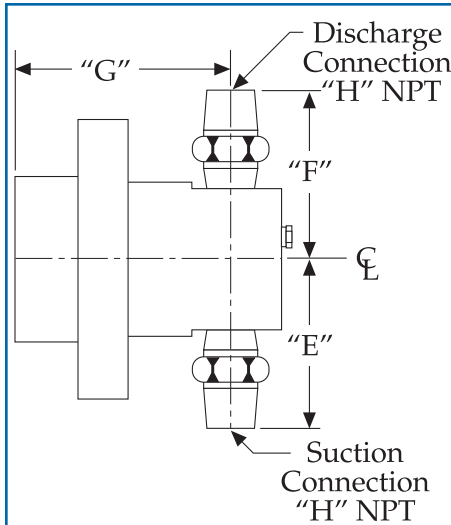 Discharge
Connection
“H” NPT
“G”
“F”
℄
“E”
Suction
Connection
“H” NPT